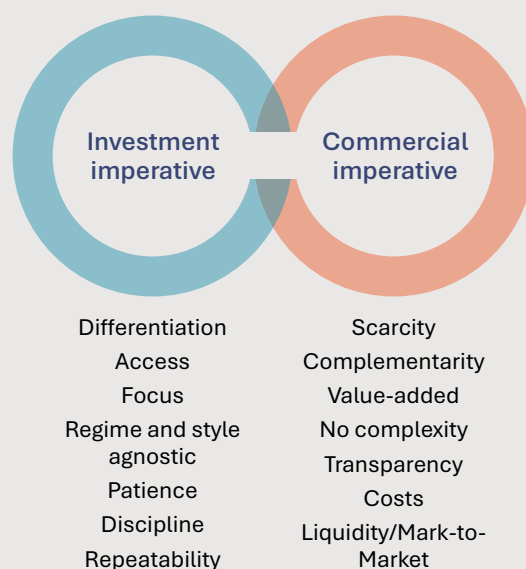 Investment
imperative
Commercial
imperative
Differentiation
Access
Focus
Regime and style
agnostic
Patience
Discipline
Repeatability
Scarcity
Complementarity
Value-added
No complexity
Transparency
Costs
Liquidity/Mark-to-
Market